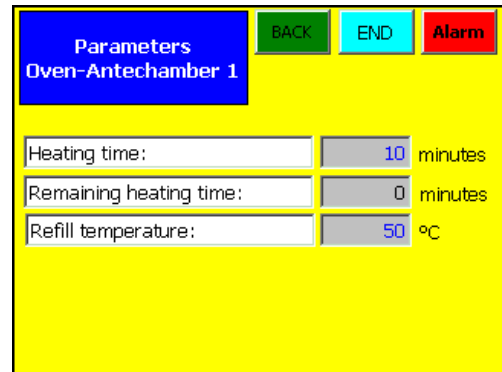 Parameters
Oven-Antechamber 1
BACK
END
Alarm
Heating time: 10 minutes
Remaining heating time: 0 minutes
Refill temperature: 50 ºC